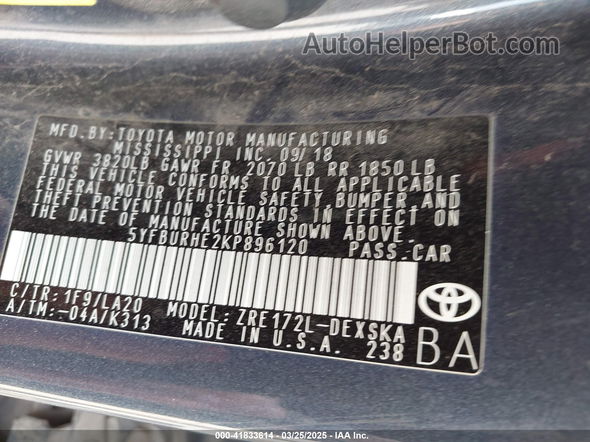 AutoHelperBot.com
MFD.BY:TOYOTA MOTOR MANUFACTURING
MISSISSIPPI INC.09/18
GVWR 3820LB GAWR FR 2070 LB RR 1850 LB
THIS VEHICLE CONFORMS TO ALL APPLICABLE
FEDERAL MOTOR VEHICLE SAFETY,BUMPER,AND
THEFT PREVENTION STANDARDS IN EFFECT ON
THE DATE OF MANUFACTURE SHOWN ABOVE.
5YFBURHE2KP896120 PASS.CAR
C/TR:1F9/LA20 MODEL:ZRE172L-DEXSKA
A/TM:-04A/K313 MADE IN U.S.A. 238 BA
000-41833614 - 03/25/2025 - IAA Inc.